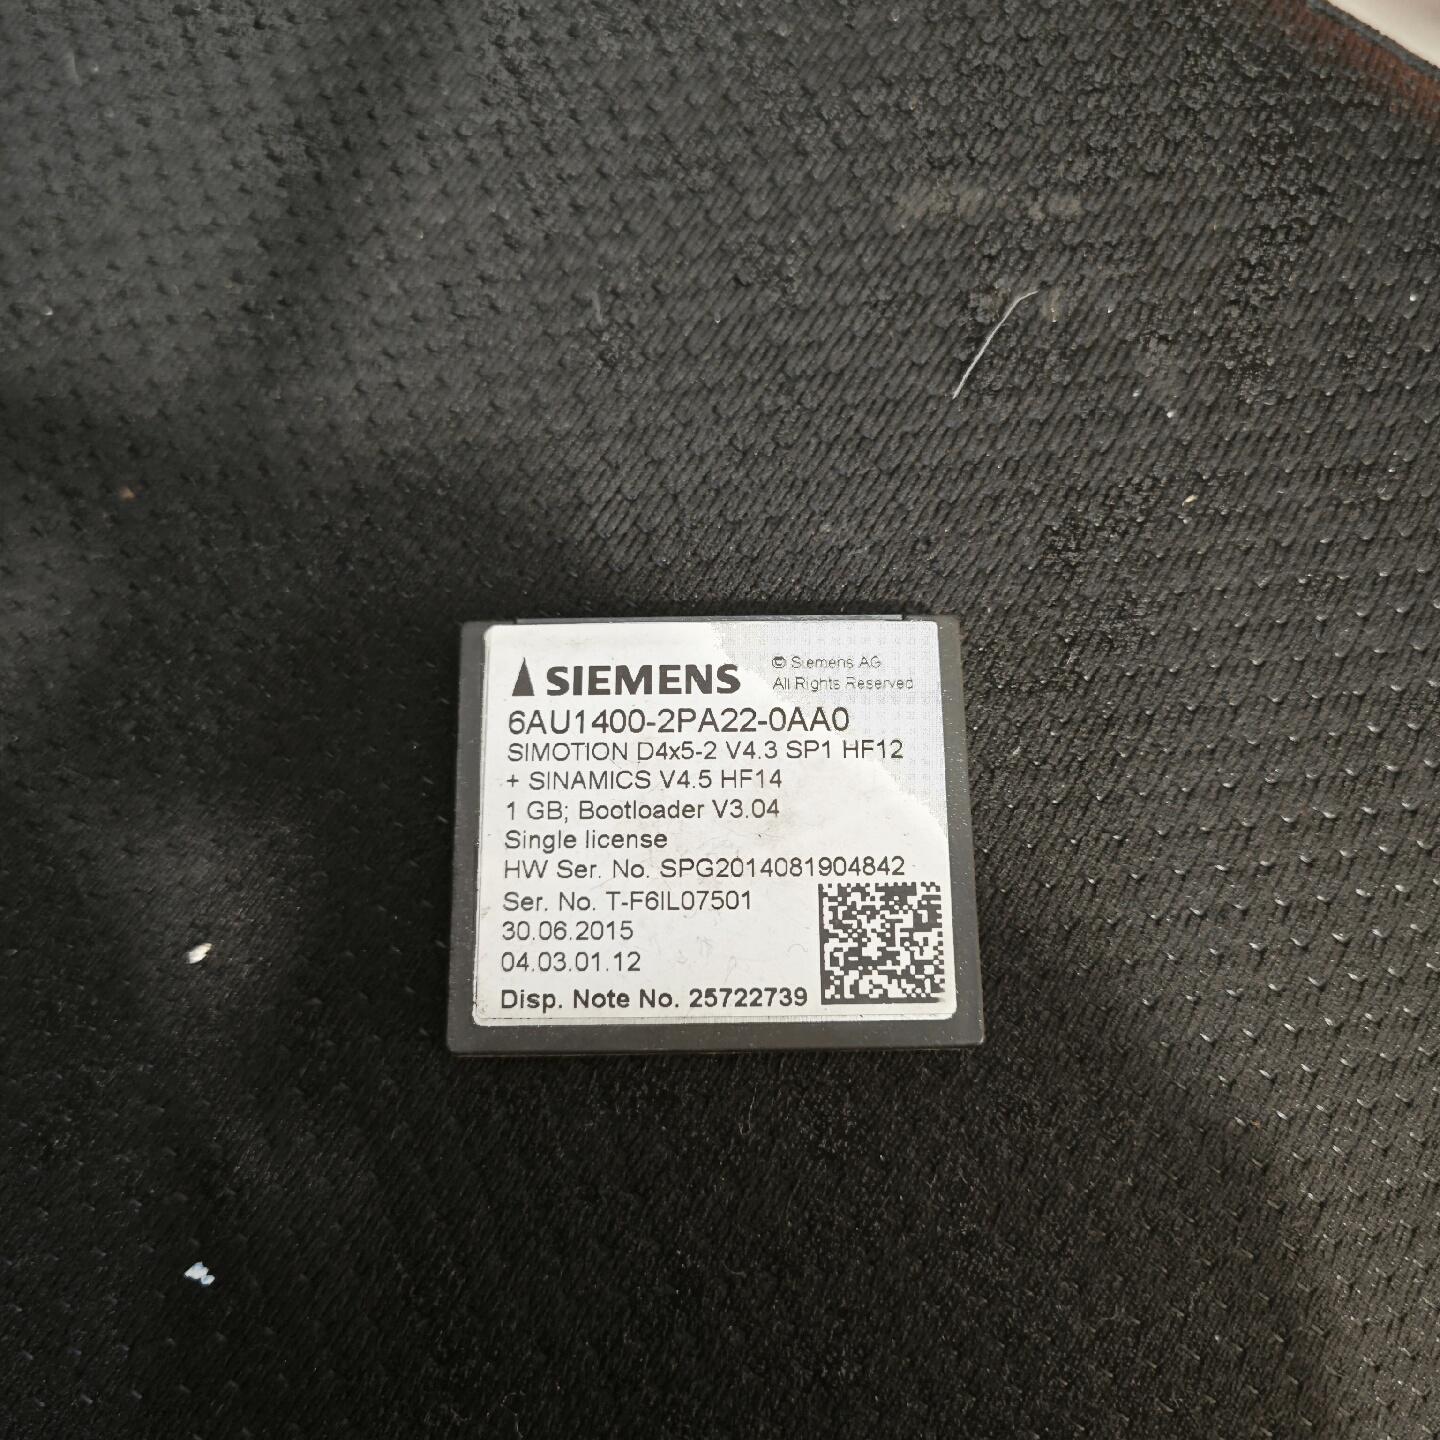 SIEMENS
© Siemens AG
All Rights Reserved
6AU1400-2PA22-0AA0
SIMOTION D4x5-2 V4.3 SP1 HF12
+ SINAMICS V4.5 HF14
1 GB; Bootloader V3.04
Single license
HW Ser. No. SPG2014081904842
Ser. No. T-F6IL07501
30.06.2015
04.03.01.12
Disp. Note No. 25722739